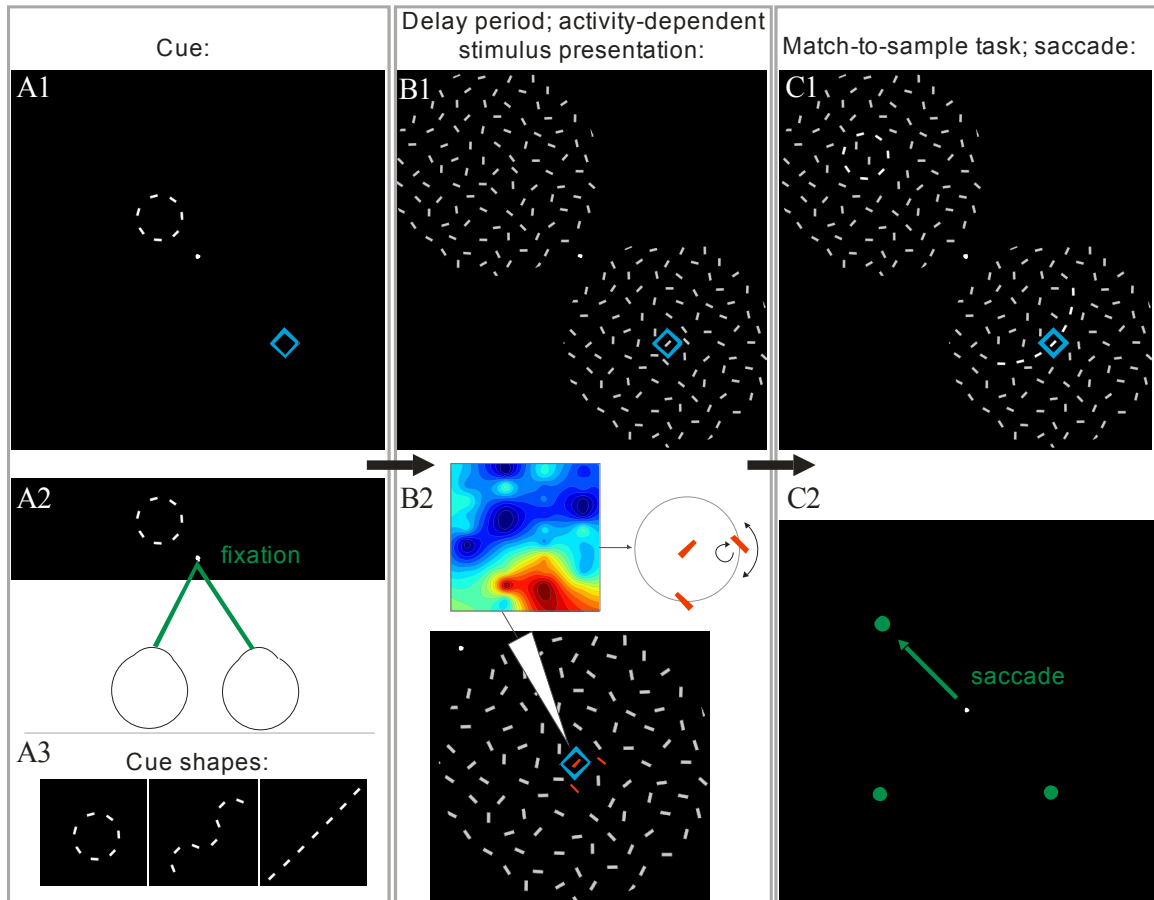 Cue:
Delay period; activity-dependent
stimulus presentation:
Match-to-sample task; saccade:
A1
B1
C1
A2
fixation
B2
C2
saccade
A3
Cue shapes: